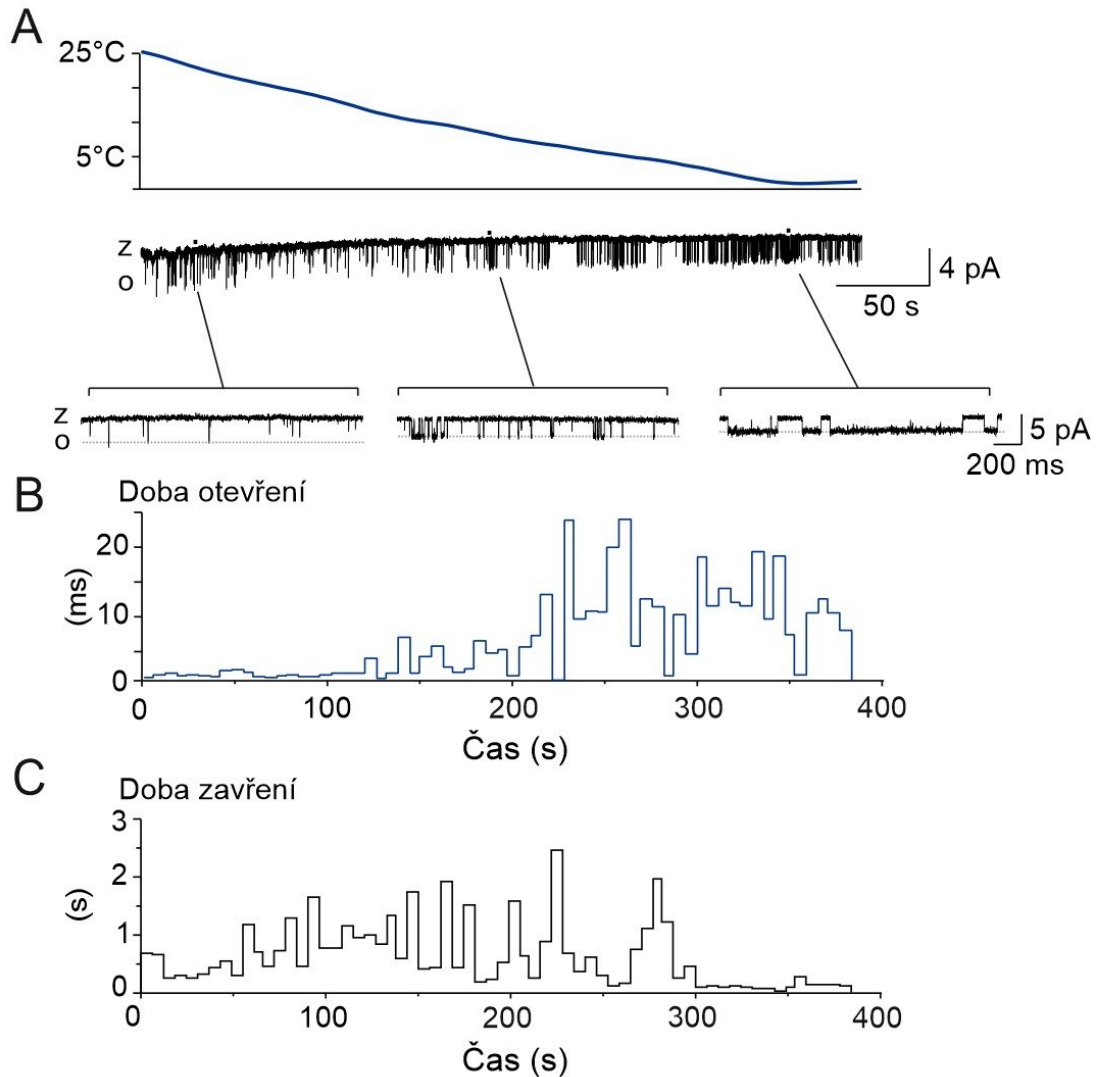 A
25°C
5°C
z
o
4 pA
50 s
z
o
5 pA
200 ms
B
Doba otevření
(ms)
20
10
0
0 100 200 300 400
Čas (s)
C
Doba zavření
(s)
3
2
1
0
0 100 200 300 400
Čas (s)